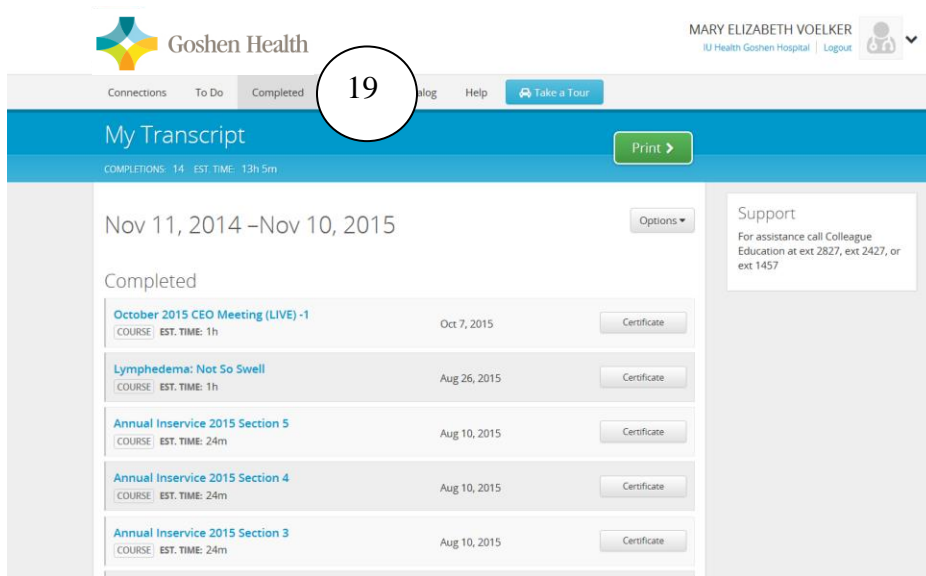 Goshen Health
MARY ELIZABETH VOELKER
IU Health Goshen Hospital | Logout
Connections To Do Completed 19 alog Help Take a Tour
My Transcript
Print >
COMPLETIONS: 14 EST. TIME: 13h 5m
Nov 11, 2014 –Nov 10, 2015
Options
Support
For assistance call Colleague
Education at ext 2827, ext 2427, or
ext 1457
Completed
October 2015 CEO Meeting (LIVE) -1
COURSE EST. TIME: 1h
Oct 7, 2015
Certificate
Lymphedema: Not So Swell
COURSE EST. TIME: 1h
Aug 26, 2015
Certificate
Annual Inservice 2015 Section 5
COURSE EST. TIME: 24m
Aug 10, 2015
Certificate
Annual Inservice 2015 Section 4
COURSE EST. TIME: 24m
Aug 10, 2015
Certificate
Annual Inservice 2015 Section 3
COURSE EST. TIME: 24m
Aug 10, 2015
Certificate